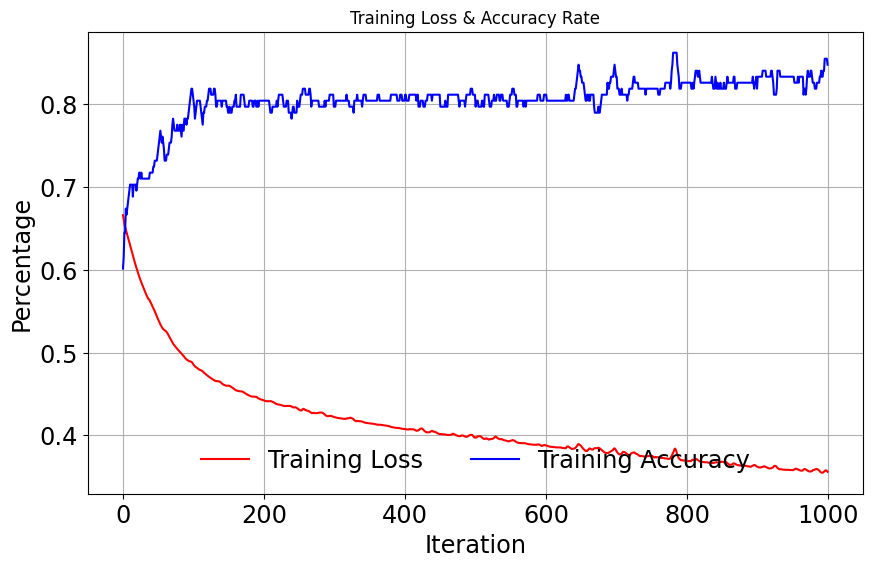 Training Loss & Accuracy Rate
Percentage
0.8
0.7
0.6
0.5
0.4
Training Loss
Training Accuracy
0 200 400 600 800 1000
Iteration